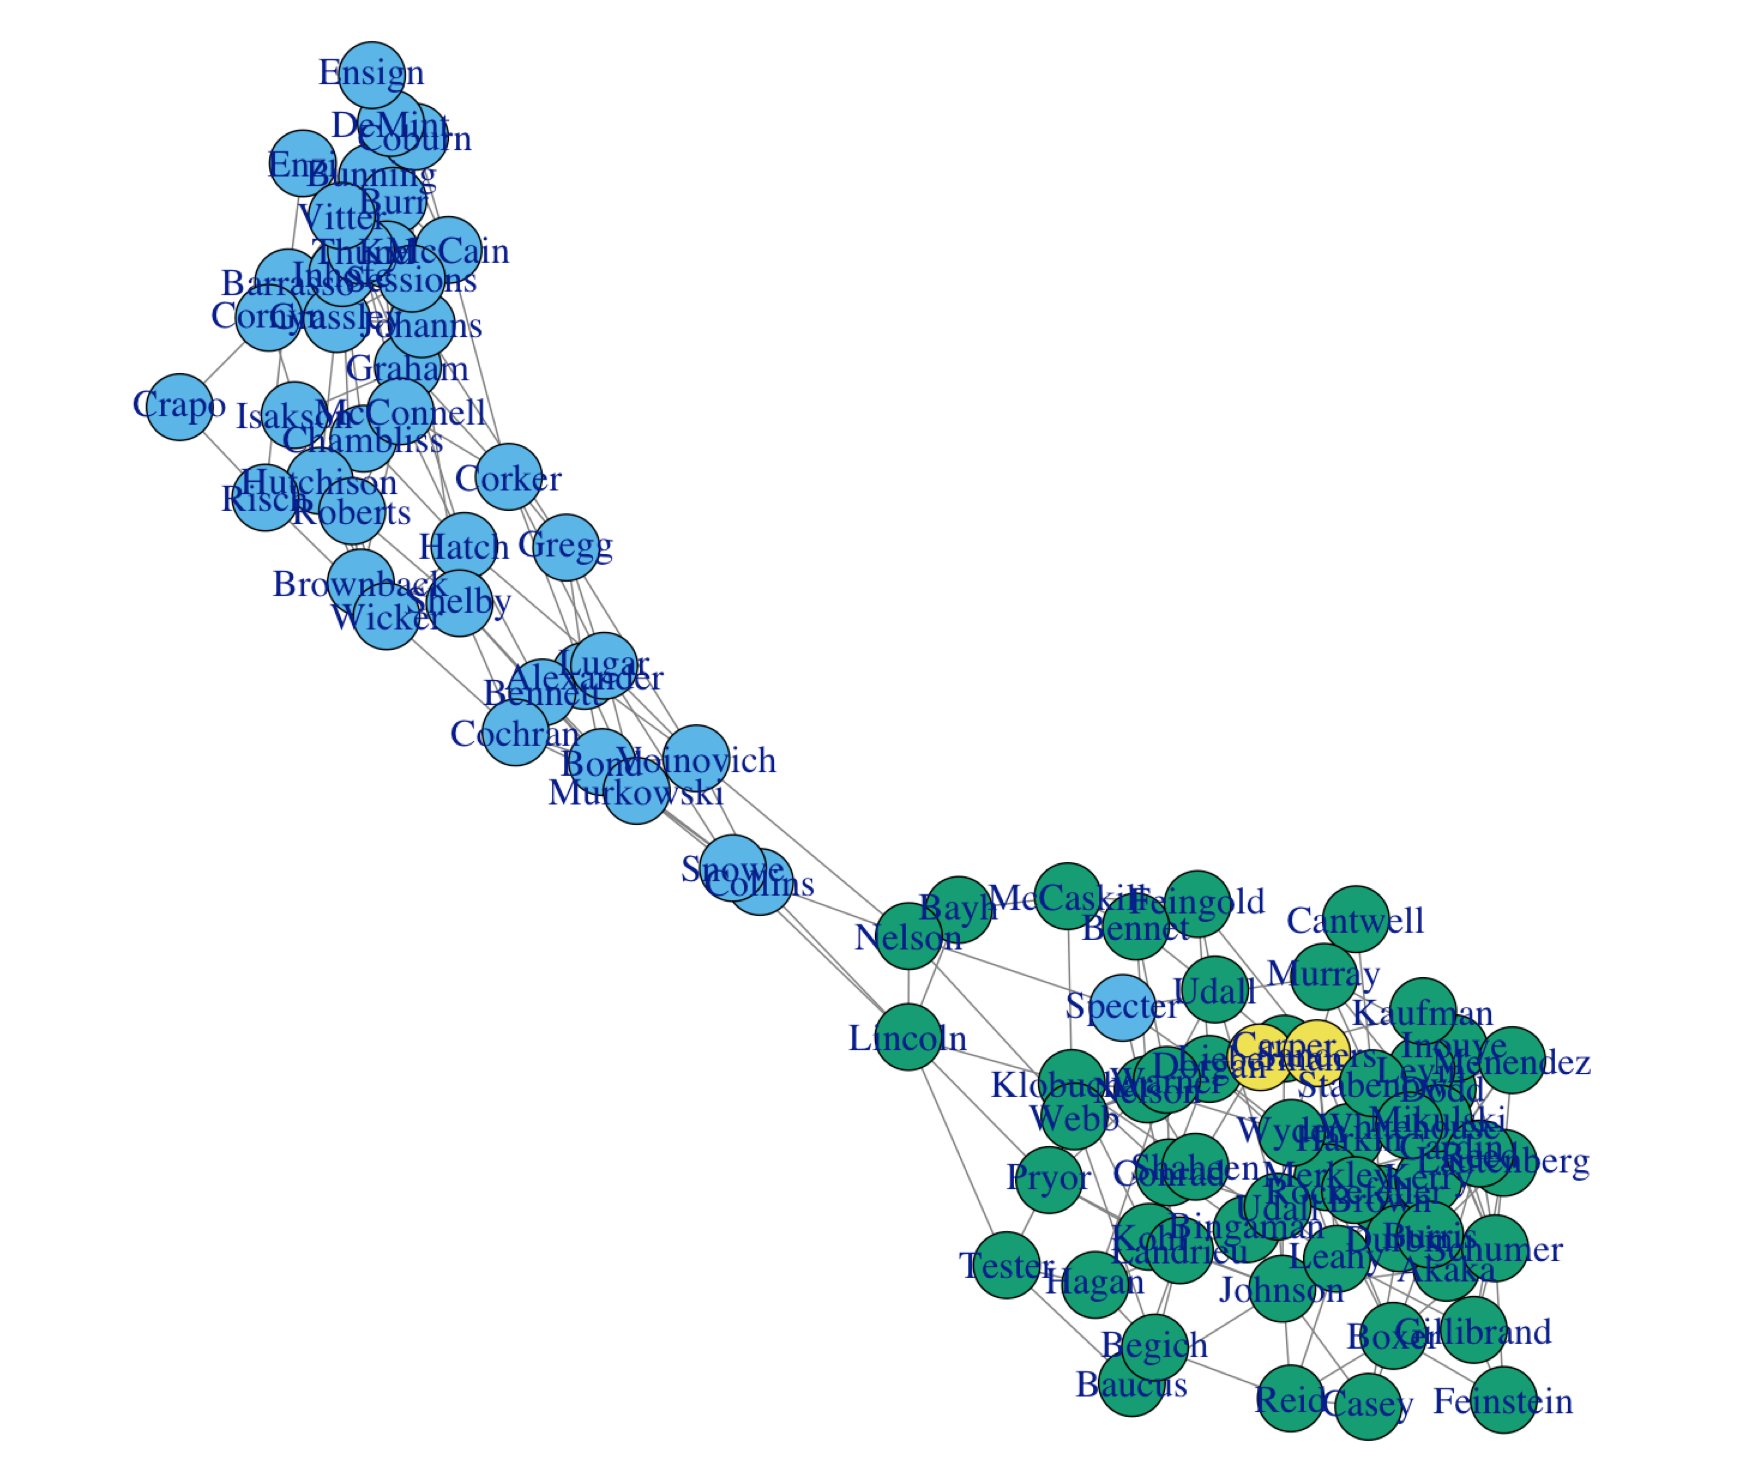 Ensign
DeMint
Coburn
Enzi
Bunning
Burr
Vitter
Thune
Kyl
McCain
Inhofe
Sessions
Barrasso
Cornyn
Grassley
Johanns
Graham
Crapo
Isakson
McConnell
Chambliss
Corker
Hutchison
Risch
Roberts
Hatch
Gregg
Brownback
Shelby
Wicker
Lugar
Alexander
Bennett
Cochran
Bond
Voinovich
Murkowski
Snowe
Collins
Bayh
McCaskill
Feingold
Bennet
Cantwell
Nelson
Murray
Udall
Specter
Kaufman
Lincoln
Carper
Inouye
Lieberman
Sanders
Menendez
Dorgan
Levin
Klobuchar
Warner
Stabenow
Nelson
Dodd
Webb
Mikulski
Wyden
Whitehouse
Harkin
Cardin
Reed
Lautenberg
Pryor
Conrad
Shaheen
Merkley
Kerry
Rockefeller
Brown
Udall
Bingaman
Kohl
Landrieu
Durbin
Burris
Leahy
Schumer
Tester
Hagan
Johnson
Akaka
Begich
Boxer
Gillibrand
Baucus
Reid
Casey
Feinstein